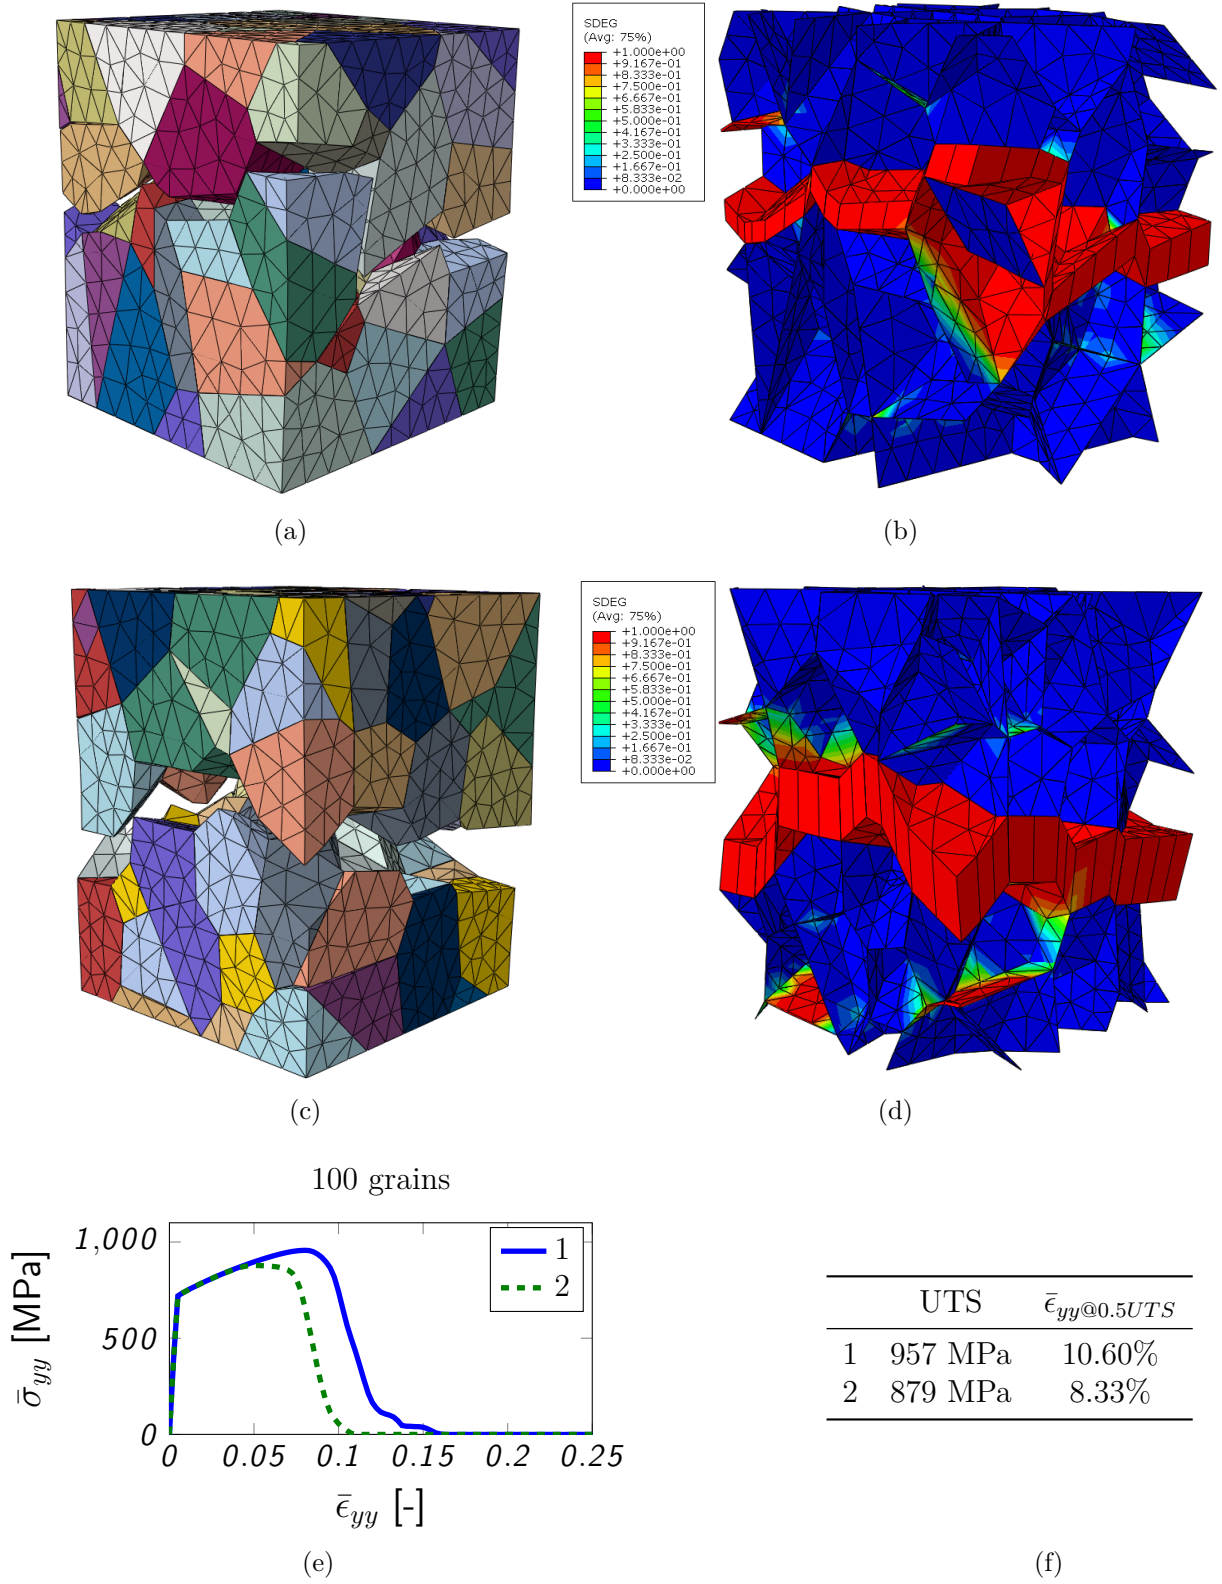 SDEG
(Avg: 75%)
+1.000e+00
+9.167e-01
+8.333e-01
+7.500e-01
+6.667e-01
+5.833e-01
+5.000e-01
+4.167e-01
+3.333e-01
+2.500e-01
+1.667e-01
+8.333e-02
+0.000e+00
(a)
(b)
SDEG
(Avg: 75%)
+1.000e+00
+9.167e-01
+8.333e-01
+7.500e-01
+6.667e-01
+5.833e-01
+5.000e-01
+4.167e-01
+3.333e-01
+2.500e-01
+1.667e-01
+8.333e-02
+0.000e+00
(c)
(d)
100 grains
σ̄yy [MPa]
1,000
500
0
1
2
0 0.05 0.1 0.15 0.2 0.25
ϵ̄yy [-]
(e)
UTS ϵ̄yy@0.5UTS
1 957 MPa 10.60%
2 879 MPa 8.33%
(f)